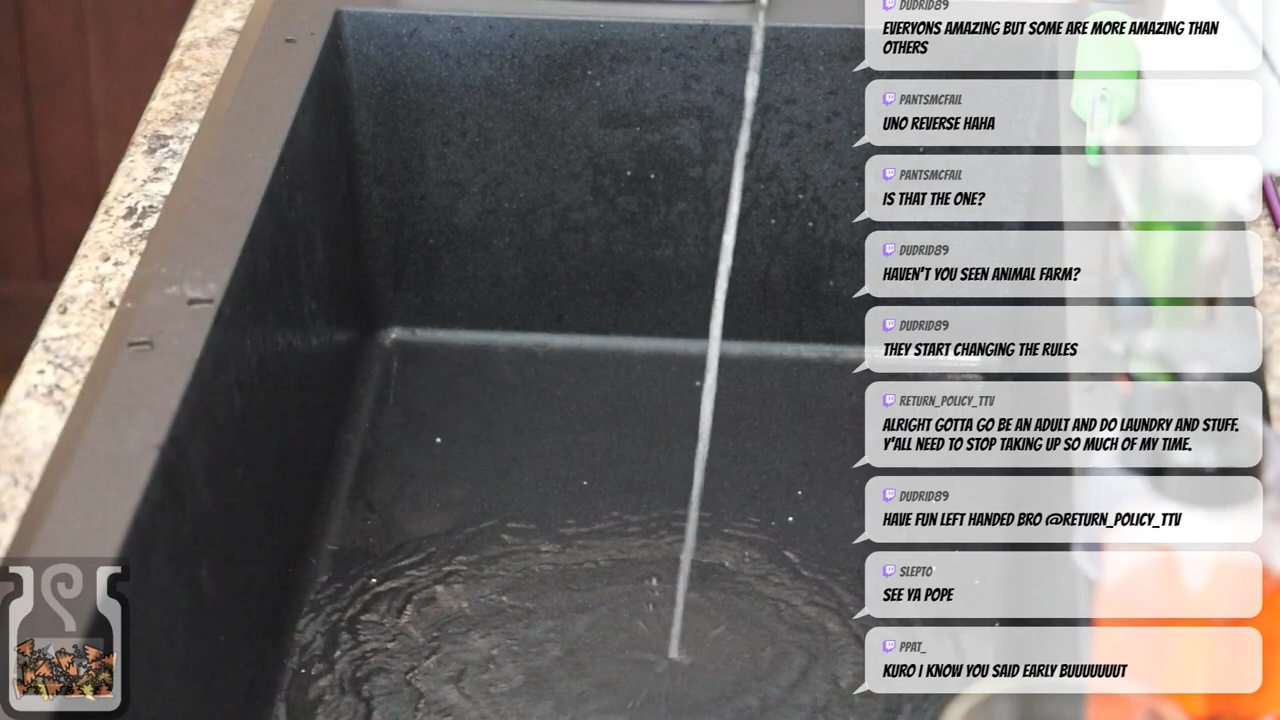 DUDRID89
EVERYONS AMAZING BUT SOME ARE MORE AMAZING THAN
OTHERS
PANTSMCFAIL
UNO REVERSE HAHA
PANTSMCFAIL
IS THAT THE ONE?
DUDRID89
HAVEN'T YOU SEEN ANIMAL FARM?
DUDRID89
THEY START CHANGING THE RULES
RETURN_POLICY_TTV
ALRIGHT GOTTA GO BE AN ADULT AND DO LAUNDRY AND STUFF.
Y'ALL NEED TO STOP TAKING UP SO MUCH OF MY TIME.
DUDRID89
HAVE FUN LEFT HANDED BRO @RETURN_POLICY_TTV
SLEPT0
SEE YA POPE
PPAT_
KURO I KNOW YOU SAID EARLY BUUUUUUUT